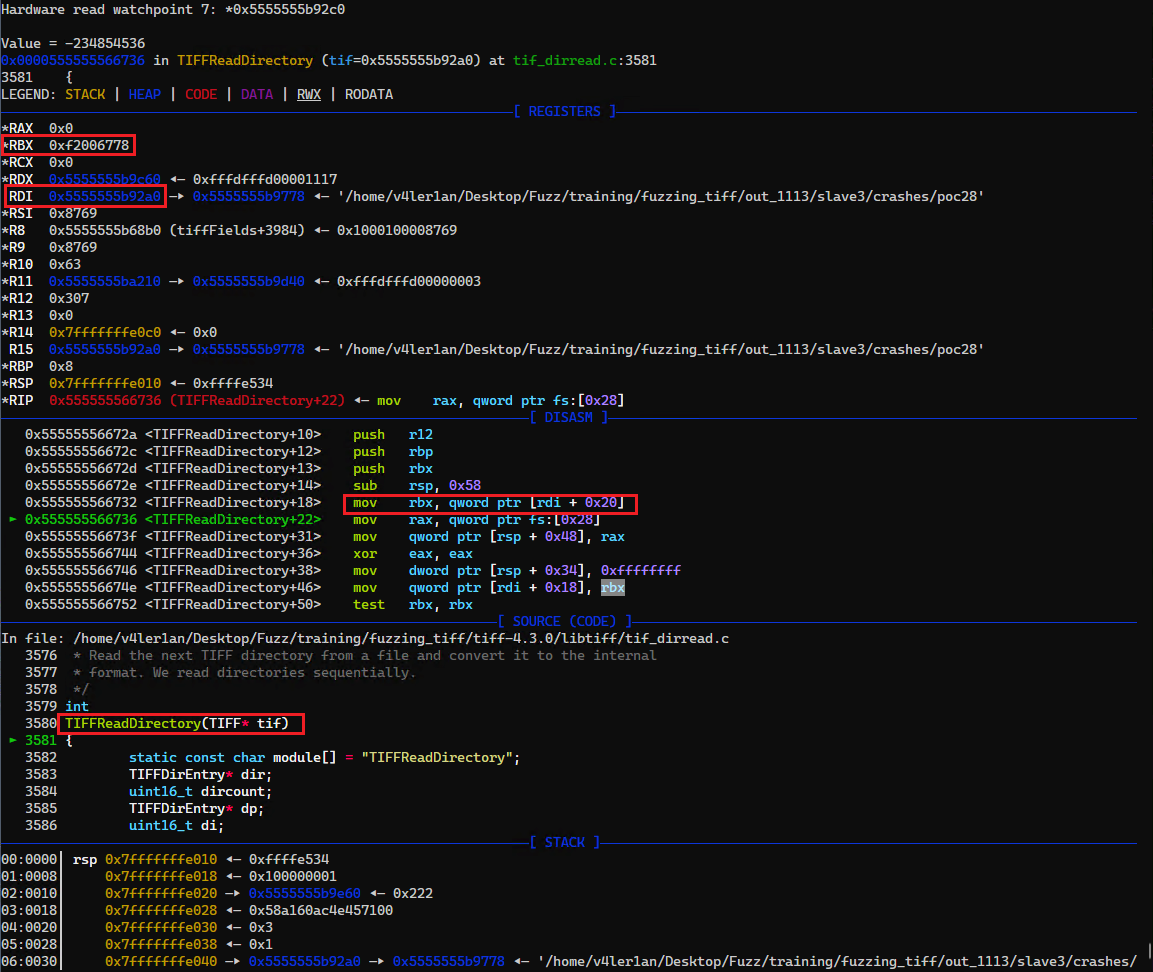 Hardware read watchpoint 7: *0x5555555b92c0
Value = -234854536
0x0000555555566736 in TIFFReadDirectory (tif=0x5555555b92a0) at tif_dirread.c:3581
3581    {
LEGEND: STACK | HEAP | CODE | DATA | RWX | RODATA
[ REGISTERS ]
*RAX  0x0
*RBX  0xf2006778
*RCX  0x0
*RDX  0x5555555b9c60 ◂— 0xfffdfffd00001117
 RDI  0x5555555b92a0 —▸ 0x5555555b9778 ◂— '/home/v4ler1an/Desktop/Fuzz/training/fuzzing_tiff/out_1113/slave3/crashes/poc28'
*RSI  0x8769
*R8   0x5555555b68b0 (tiffFields+3984) ◂— 0x1000100008769
*R9   0x8769
*R10  0x63
*R11  0x5555555ba210 —▸ 0x5555555b9d40 ◂— 0xfffdfffd00000003
*R12  0x307
*R13  0x0
*R14  0x7fffffffe0c0 ◂— 0x0
 R15  0x5555555b92a0 —▸ 0x5555555b9778 ◂— '/home/v4ler1an/Desktop/Fuzz/training/fuzzing_tiff/out_1113/slave3/crashes/poc28'
*RBP  0x8
*RSP  0x7fffffffe010 ◂— 0xffffe534
*RIP  0x555555566736 (TIFFReadDirectory+22) ◂— mov    rax, qword ptr fs:[0x28]
[ DISASM ]
   0x55555556672a <TIFFReadDirectory+10>    push   r12
   0x55555556672c <TIFFReadDirectory+12>    push   rbp
   0x55555556672d <TIFFReadDirectory+13>    push   rbx
   0x55555556672e <TIFFReadDirectory+14>    sub    rsp, 0x58
   0x555555566732 <TIFFReadDirectory+18>    mov    rbx, qword ptr [rdi + 0x20]
 ► 0x555555566736 <TIFFReadDirectory+22>    mov    rax, qword ptr fs:[0x28]
   0x55555556673f <TIFFReadDirectory+31>    mov    qword ptr [rsp + 0x48], rax
   0x555555566744 <TIFFReadDirectory+36>    xor    eax, eax
   0x555555566746 <TIFFReadDirectory+38>    mov    dword ptr [rsp + 0x34], 0xffffffff
   0x55555556674e <TIFFReadDirectory+46>    mov    qword ptr [rdi + 0x18], rbx
   0x555555566752 <TIFFReadDirectory+50>    test   rbx, rbx
[ SOURCE (CODE) ]
In file: /home/v4ler1an/Desktop/Fuzz/training/fuzzing_tiff/tiff-4.3.0/libtiff/tif_dirread.c
   3576  * Read the next TIFF directory from a file and convert it to the internal
   3577  * format. We read directories sequentially.
   3578  */
   3579 int
   3580 TIFFReadDirectory(TIFF* tif)
 ► 3581 {
   3582         static const char module[] = "TIFFReadDirectory";
   3583         TIFFDirEntry* dir;
   3584         uint16_t dircount;
   3585         TIFFDirEntry* dp;
   3586         uint16_t di;
[ STACK ]
00:0000│ rsp 0x7fffffffe010 ◂— 0xffffe534
01:0008│     0x7fffffffe018 ◂— 0x100000001
02:0010│     0x7fffffffe020 —▸ 0x5555555b9e60 ◂— 0x222
03:0018│     0x7fffffffe028 ◂— 0x58a160ac4e457100
04:0020│     0x7fffffffe030 ◂— 0x3
05:0028│     0x7fffffffe038 ◂— 0x1
06:0030│     0x7fffffffe040 —▸ 0x5555555b92a0 —▸ 0x5555555b9778 ◂— '/home/v4ler1an/Desktop/Fuzz/training/fuzzing_tiff/out_1113/slave3/crashes/